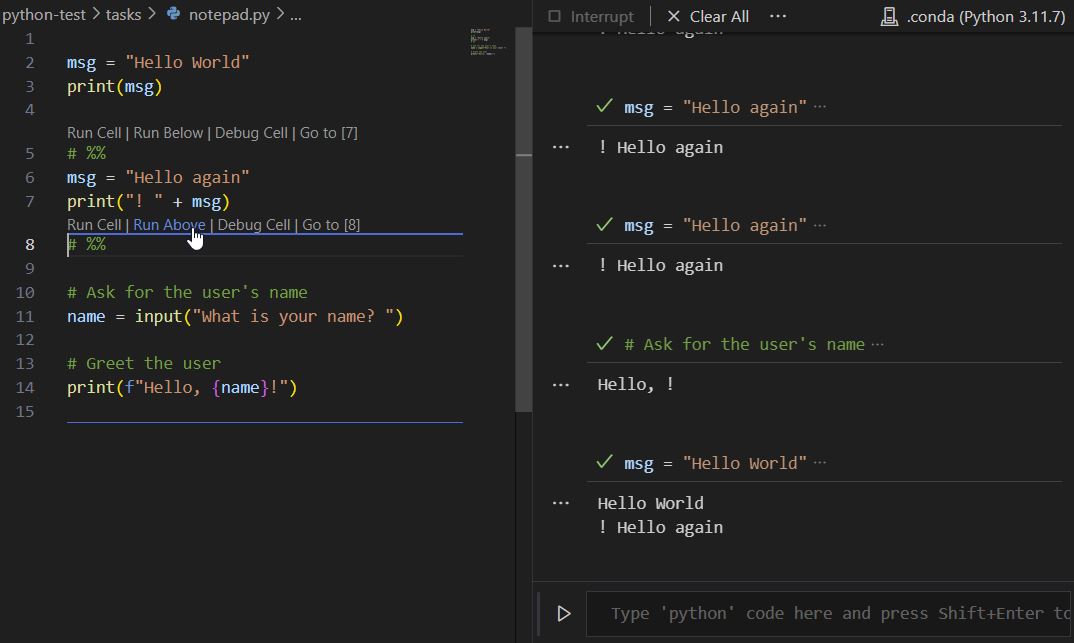 python-test > tasks > notepad.py > ...
1
2 msg = "Hello World"
3 print(msg)
4
Run Cell | Run Below | Debug Cell | Go to [7]
5 # %%
6 msg = "Hello again"
7 print("! " + msg)
Run Cell | Run Above | Debug Cell | Go to [8]
8 # %%
9
10 # Ask for the user's name
11 name = input("What is your name? ")
12
13 # Greet the user
14 print(f"Hello, {name}!")
15
Interrupt | Clear All ... .conda (Python 3.11.7)
! Hello again
msg = "Hello again" ...
! Hello again
msg = "Hello again" ...
! Hello again
# Ask for the user's name ...
Hello, !
msg = "Hello World" ...
Hello World
! Hello again
Type 'python' code here and press Shift+Enter to